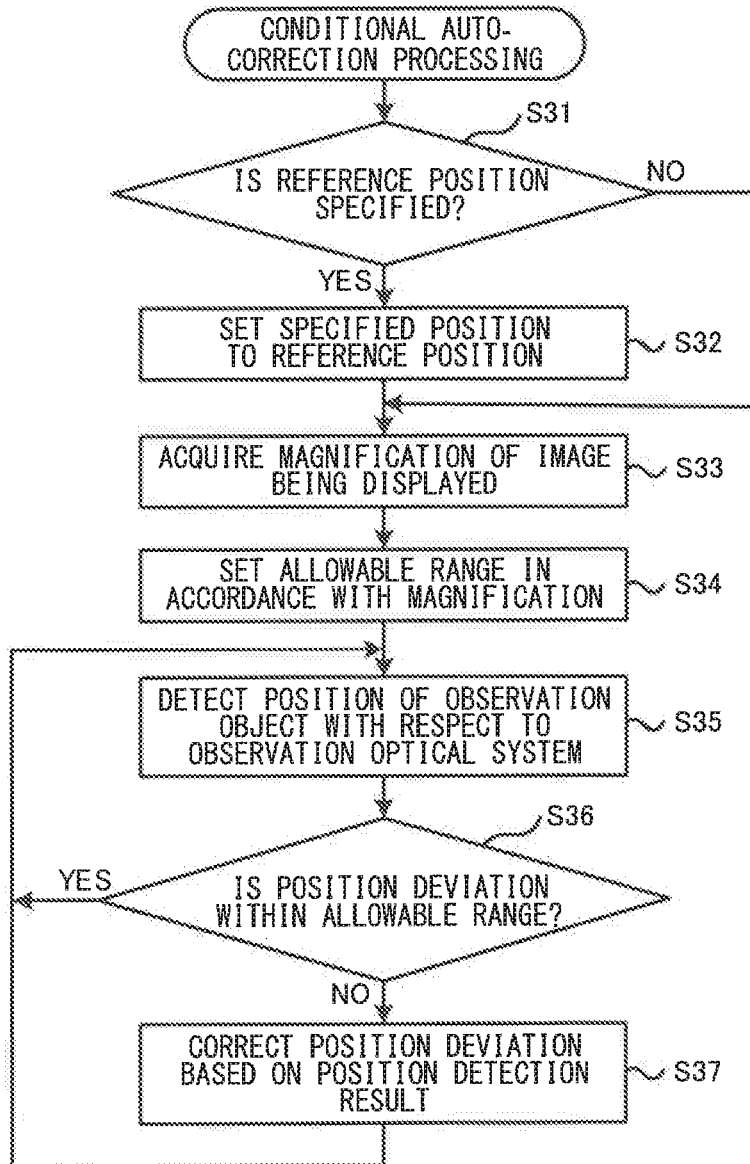 CONDITIONAL AUTO-
CORRECTION PROCESSING
S31
IS REFERENCE POSITION
SPECIFIED?
NO
YES
SET SPECIFIED POSITION
TO REFERENCE POSITION
S32
ACQUIRE MAGNIFICATION OF IMAGE
BEING DISPLAYED
S33
SET ALLOWABLE RANGE IN
ACCORDANCE WITH MAGNIFICATION
S34
DETECT POSITION OF OBSERVATION
OBJECT WITH RESPECT TO
OBSERVATION OPTICAL SYSTEM
S35
S36
YES
IS POSITION DEVIATION
WITHIN ALLOWABLE RANGE?
NO
CORRECT POSITION DEVIATION
BASED ON POSITION DETECTION
RESULT
S37